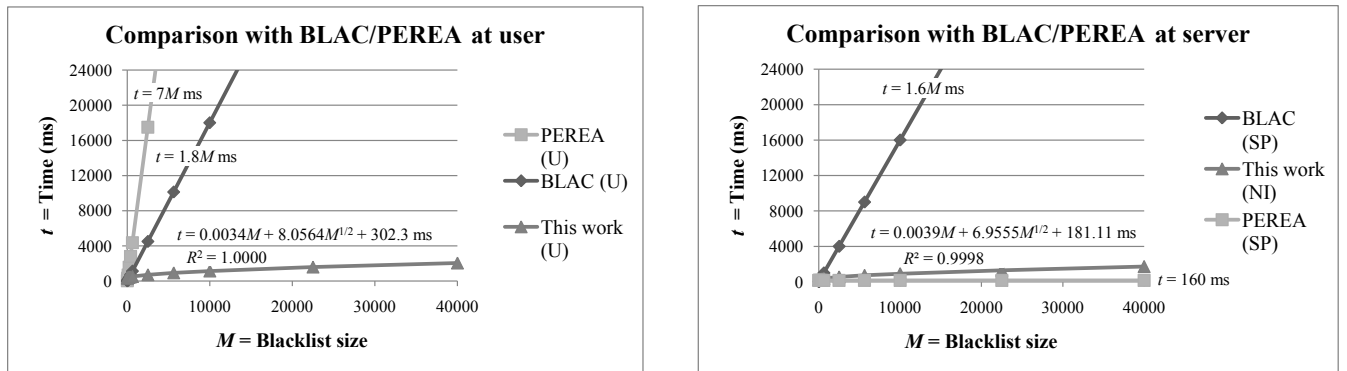 Comparison with BLAC/PEREA at user
t = Time (ms)
24000
20000
16000
12000
8000
4000
0
t = 7M ms
t = 1.8M ms
t = 0.0034M + 8.0564M^1/2 + 302.3 ms
R² = 1.0000
0 10000 20000 30000 40000
M = Blacklist size
PEREA
(U)
BLAC (U)
This work
(U)
Comparison with BLAC/PEREA at server
t = Time (ms)
24000
20000
16000
12000
8000
4000
0
t = 1.6M ms
t = 0.0039M + 6.9555M^1/2 + 181.11 ms
R² = 0.9998
t = 160 ms
0 10000 20000 30000 40000
M = Blacklist size
BLAC
(SP)
This work
(NI)
PEREA
(SP)